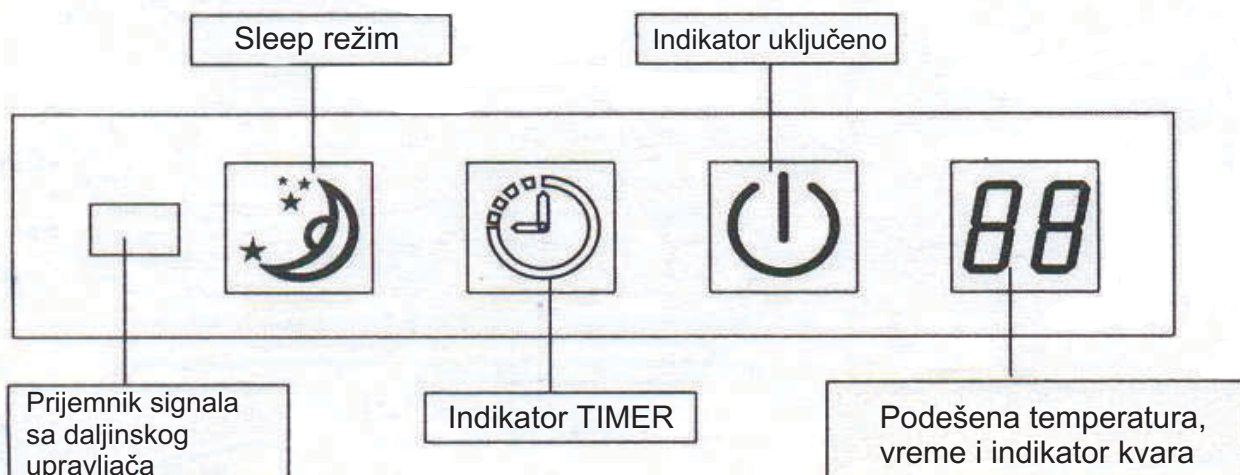 Sleep režim
Indikator uključeno
88
Prijemnik signala
sa daljinskog
upravljača
Indikator TIMER
Podešena temperatura,
vreme i indikator kvara